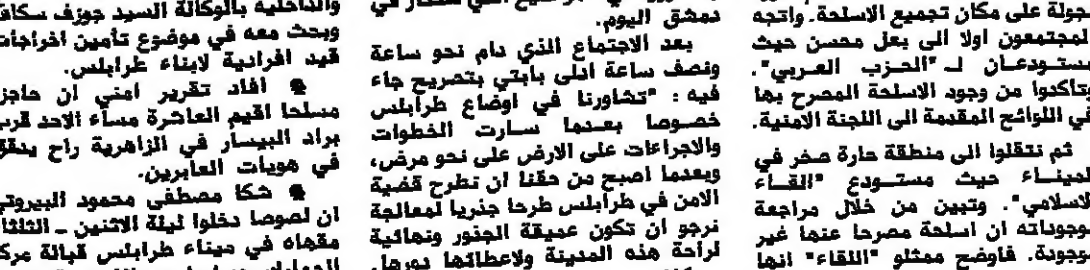 جولة على مكان تجميع الاسلحة. واتجه
المجتمعون اولا الى بعل محسن حيث
مستودعان لـ "الحزب العربي".
وتأكدوا من وجود الاسلحة المصرح بها
في اللوائح المقدمة الى اللجنة الامنية.
ثم نتقلوا الى منطقة حارة صخر في
الميناء حيث مستودع "اللقاء
الاسلامي". وتبين من خلال مراجعة
موجوداته ان اسلحة مصرحا عنها غير
موجودة. فاوضح ممثلو "اللقاء" انها
دمشق اليوم.
بعد الاجتماع الذي دام نحو ساعة
ونصف ساعة ادلى بابتي بتصريح جاء
فيه : "تشاورنا في اوضاع طرابلس
خصوصا بعدما سارت الخطوات
والاجراءات على الارض على نحو مرض،
وبعدما اصبح من حقنا ان نطرح قضية
الامن في طرابلس طرحا جذريا لمعالجة
نرجو ان تكون عميقة الجذور ونهائية
لراحة هذه المدينة ولاعطائها دورها.
والداخلية بالوكالة السيد جوزف سكاف
وبحث معه في موضوع تأمين اخراجات
قيد افرادية لابناء طرابلس.
● افاد تقرير امني ان حاجزا
مسلحا اقيم العاشرة مساء الاحد قرب
براد البيسار في الزاهرية راح يدقق
في هويات العابرين.
● شكا مصطفى محمود البيروتي
ان لصوصا دخلوا ليلة الاثنين ـ الثلثاء
مقهاه في ميناء طرابلس قبالة مركز